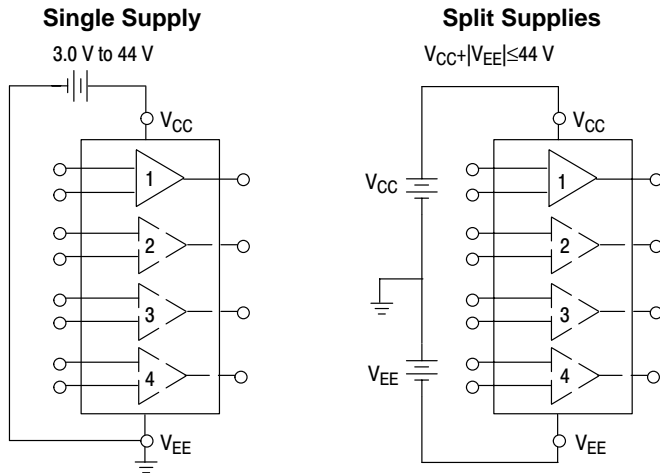 Single Supply
3.0 V to 44 V
VCC
1
2
3
4
VEE
Split Supplies
VCC+|VEE|≤44 V
VCC
VCC
1
2
3
4
VEE
VEE